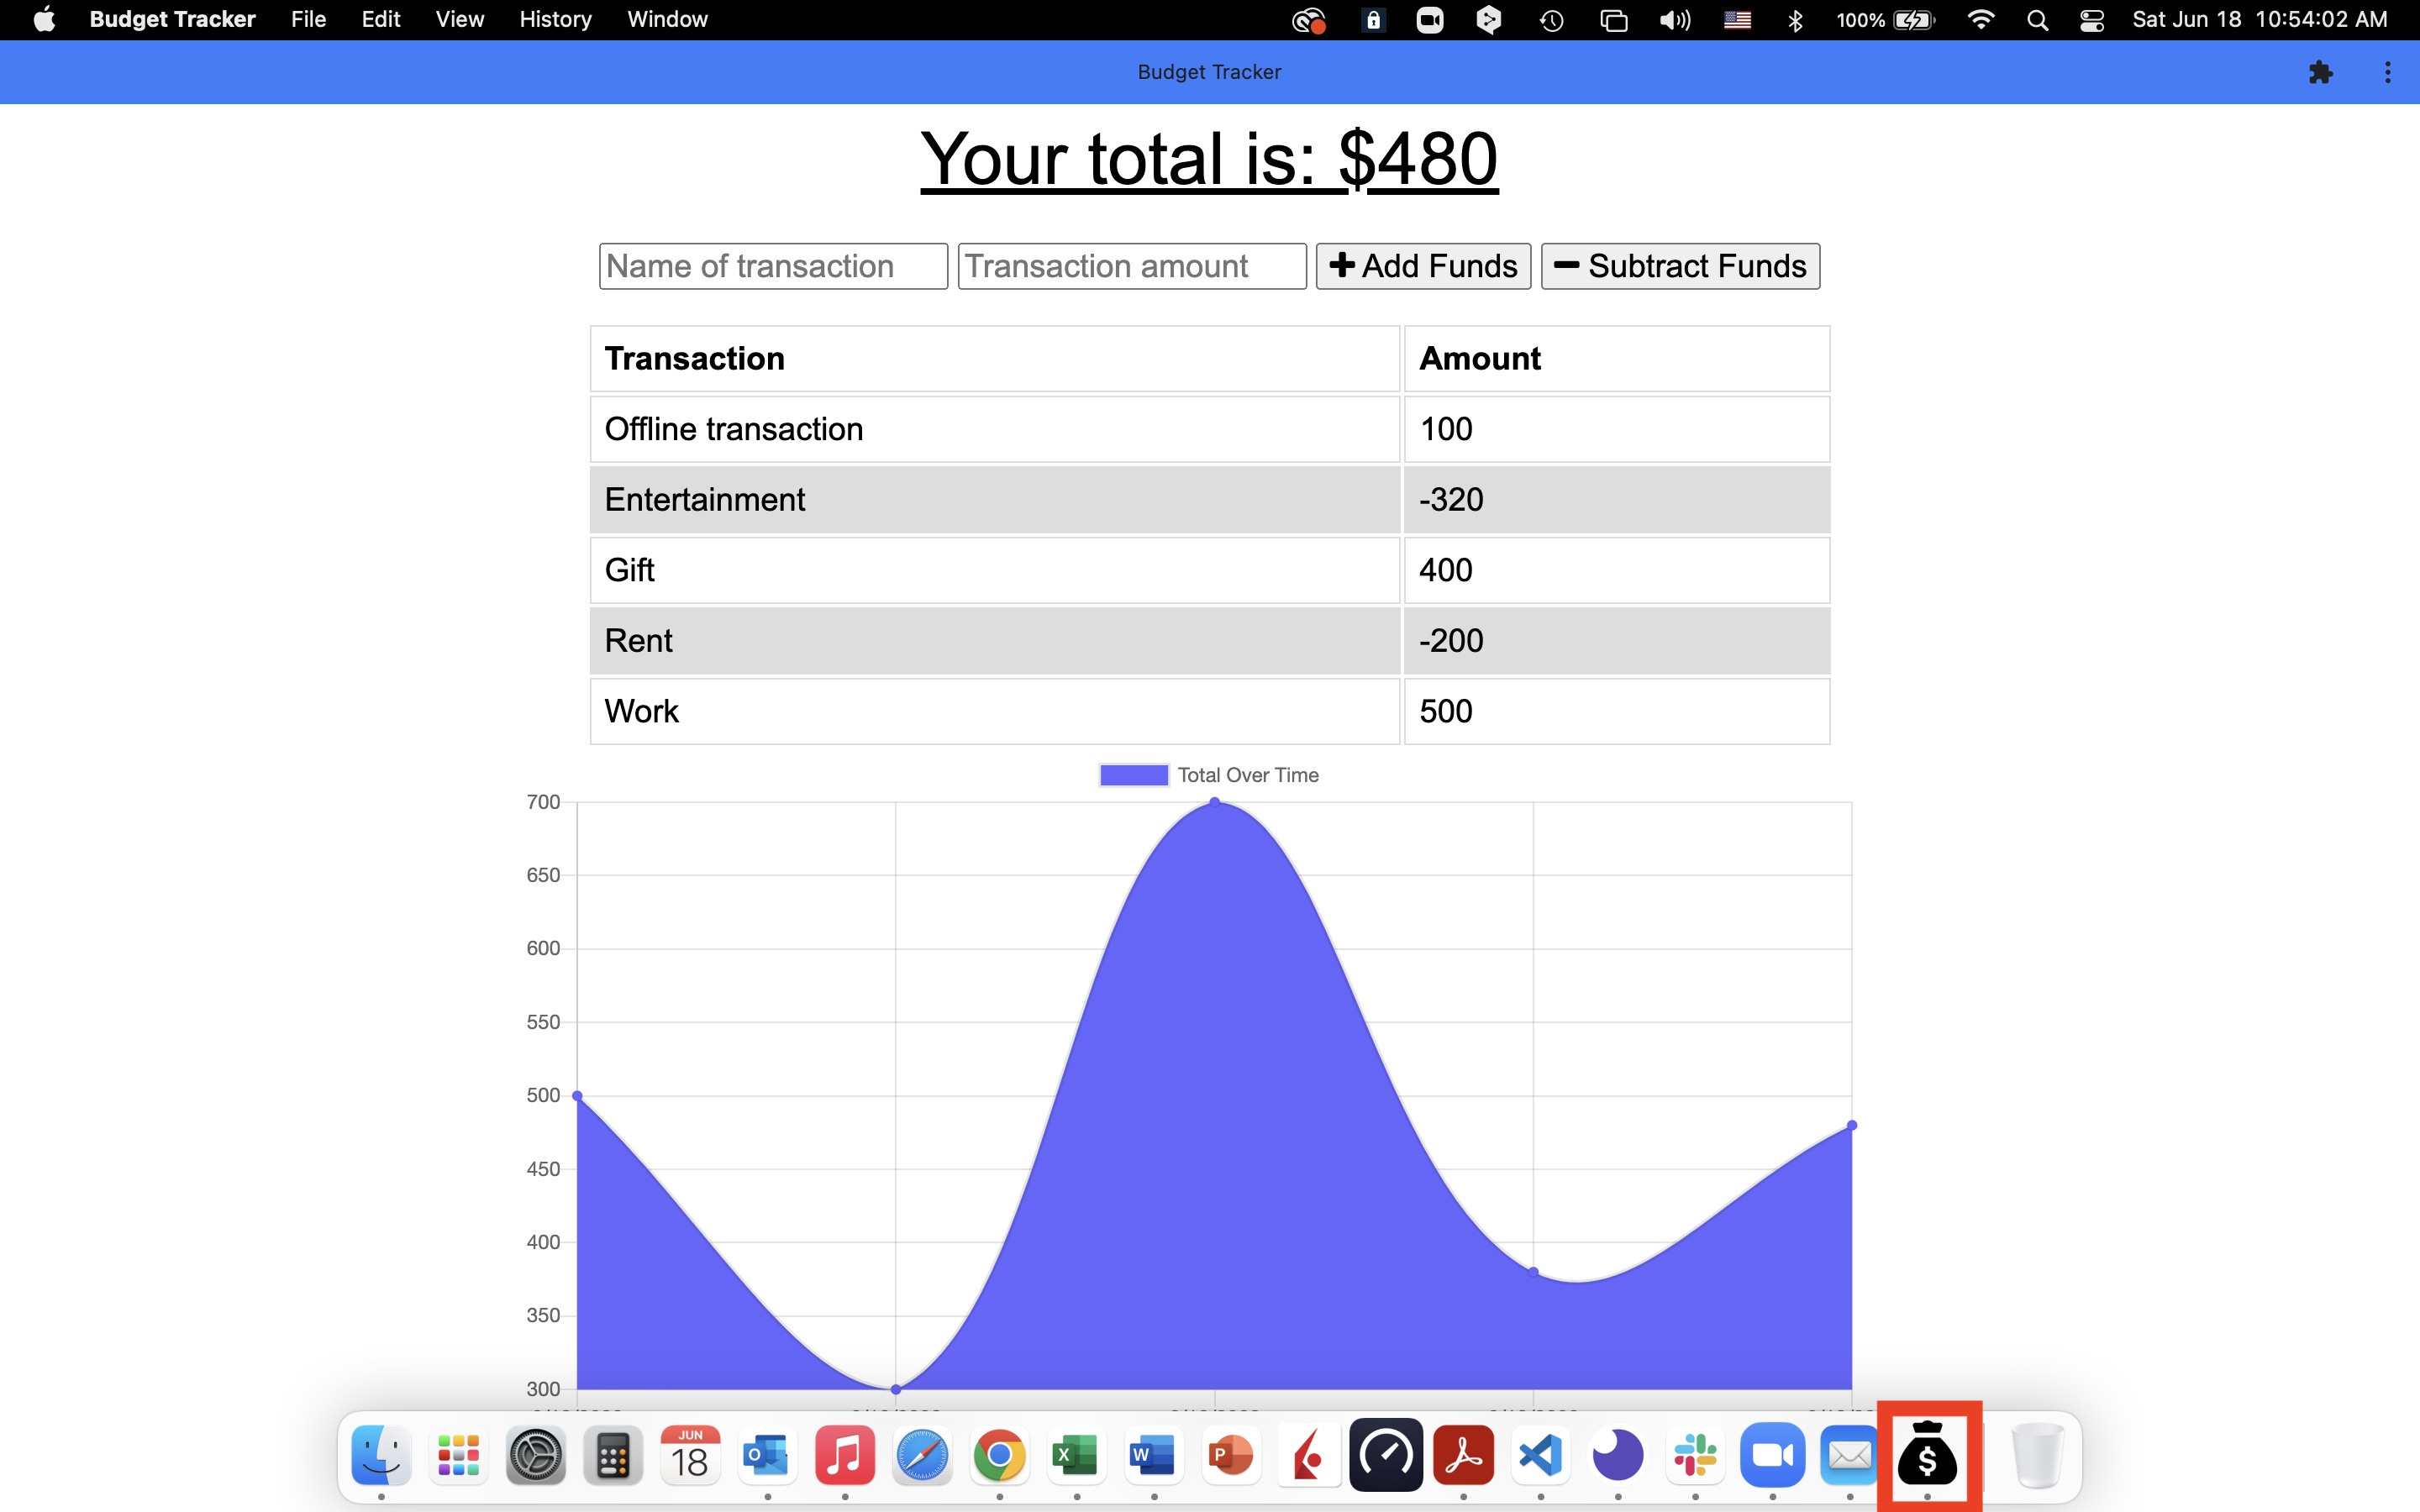 Budget Tracker File Edit View History Window 100% Sat Jun 18 10:54:02 AM
Budget Tracker
Your total is: $480
Name of transaction Transaction amount Add Funds Subtract Funds
Transaction Amount
Offline transaction 100
Entertainment -320
Gift 400
Rent -200
Work 500
Total Over Time
700
650
600
550
500
450
400
350
300
JUN
18
O
X
W
P
$